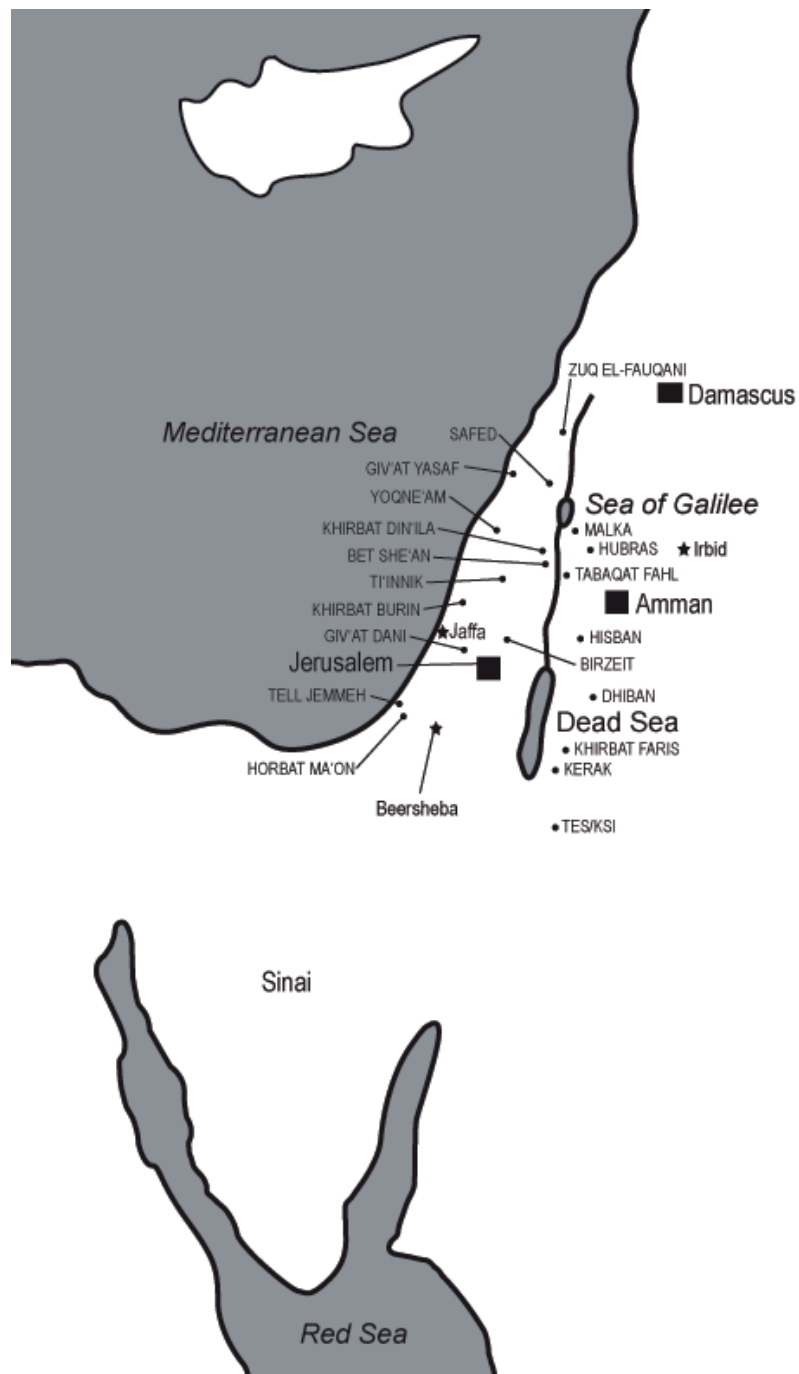 ZUQ EL-FAUQANI
Damascus
Mediterranean Sea
SAFED
GIV'AT YASAF
YOQNE'AM
Sea of Galilee
KHIRBAT DIN'ILA
MALKA
HUBRAS
Irbid
BET SHE'AN
TI'INNIK
TABAQAT FAHL
KHIRBAT BURIN
Amman
Jaffa
GIV'AT DANI
HISBAN
Jerusalem
BIRZEIT
TELL JEMMEH
DHIBAN
Dead Sea
KHIRBAT FARIS
HORBAT MA'ON
KERAK
Beersheba
TES/KSI
Sinai
Red Sea